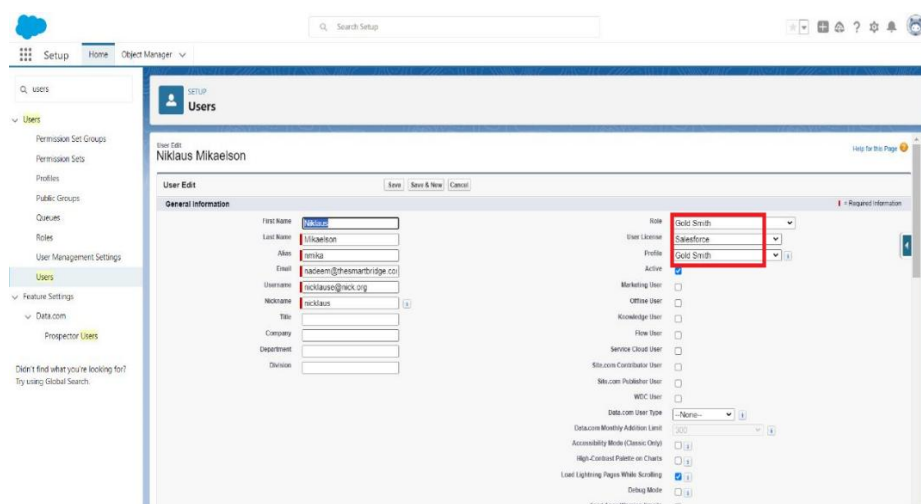 Search Setup
Setup
Home
Object Manager
users
Users
Permission Set Groups
Permission Sets
Profiles
Public Groups
Queues
Roles
User Management Settings
Users
Feature Settings
Data.com
Prospector Users
Didn't find what you're looking for?
Try using Global Search.
SETUP
Users
User Edit
Niklaus Mikaelson
Help for this Page
User Edit
Save
Save & New
Cancel
General Information
= Required Information
First Name Niklaus
Last Name Mikaelson
Alias nmika
Email nadeem@thesmartbridge.co
Username nicklause@nick.org
Nickname nicklaus
Title
Company
Department
Division
Role Gold Smith
User License Salesforce
Profile Gold Smith
Active
Marketing User
Offline User
Knowledge User
Flow User
Service Cloud User
Site.com Contributor User
Site.com Publisher User
WDC User
Data.com User Type --None--
Data.com Monthly Addition Limit 300
Accessibility Mode (Classic Only)
High-Contrast Palette on Charts
Load Lightning Pages While Scrolling
Debug Mode